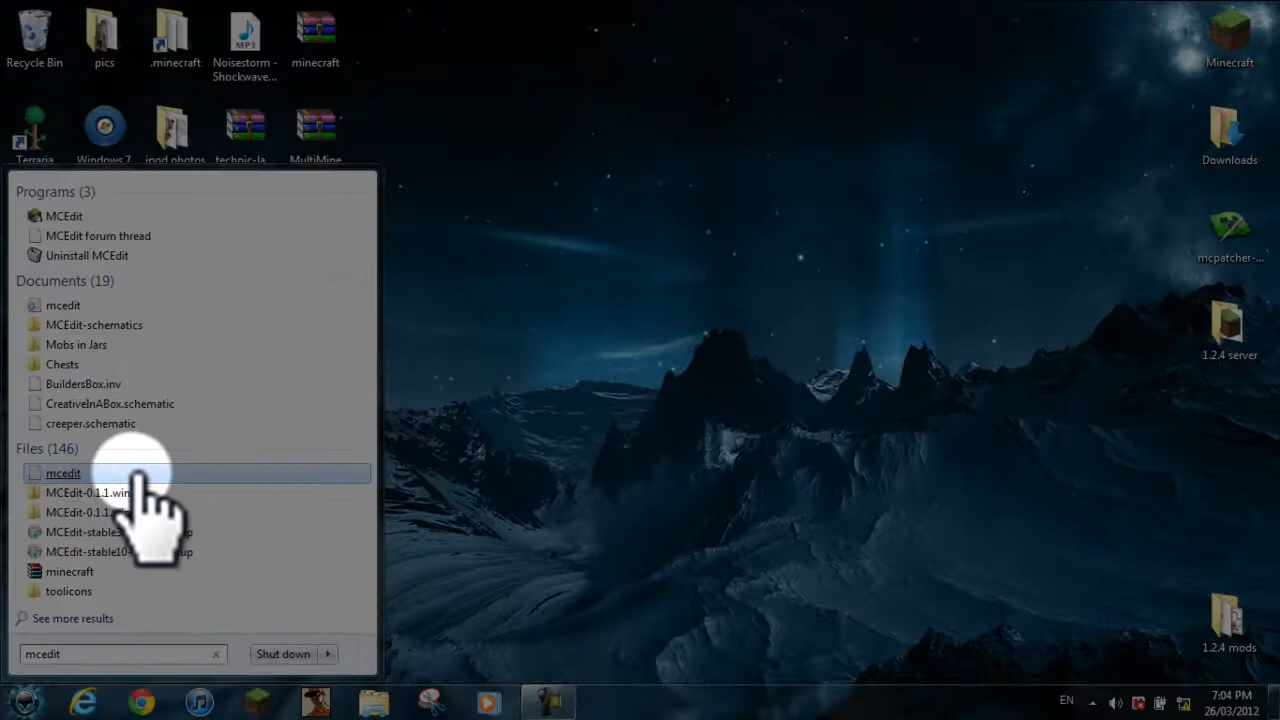 Recycle Bin
pics
.minecraft
Noisestorm -
Shockwave...
minecraft
Minecraft
Terraria
Windows 7
ipod photos
technic-la...
MultiMine
Downloads
mcpatcher-...
1.2.4 server
1.2.4 mods
Programs (3)
MCEdit
MCEdit forum thread
Uninstall MCEdit
Documents (19)
mcedit
MCEdit-schematics
Mobs in Jars
Chests
BuildersBox.inv
CreativeInABox.schematic
creeper.schematic
Files (146)
mcedit
MCEdit-0.1.1.win
MCEdit-0.1.1
MCEdit-stable
MCEdit-stable10
minecraft
toolicons
See more results
mcedit
Shut down
EN
7:04 PM
26/03/2012